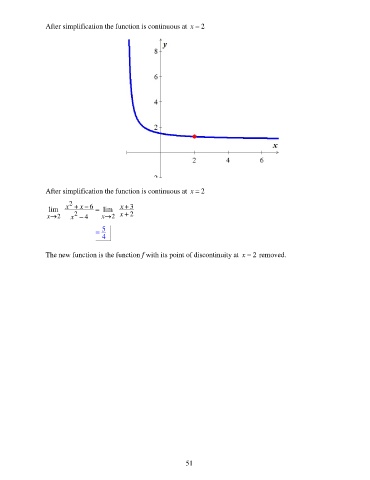 After simplification the function is continuous at x = 2
y
8
6
4
2
x
2 4 6
After simplification the function is continuous at x = 2
lim x→2 (x² + x − 6)/(x² − 4) = lim x→2 (x + 3)/(x + 2)
= 5/4
The new function is the function f with its point of discontinuity at x = 2 removed.
51